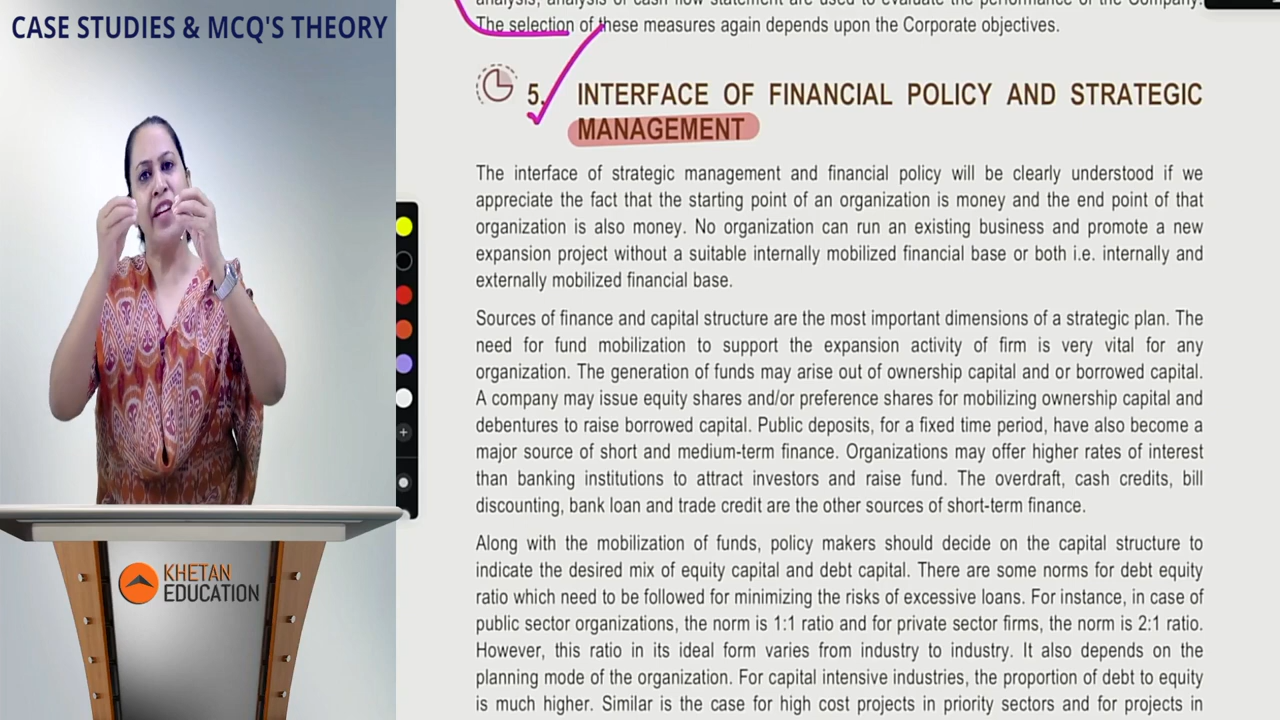 CASE STUDIES & MCQ'S THEORY
analysis, analysis of cash flow statement are used to evaluate the performance of the Company.
The selection of these measures again depends upon the Corporate objectives.
5. INTERFACE OF FINANCIAL POLICY AND STRATEGIC
MANAGEMENT
The interface of strategic management and financial policy will be clearly understood if we
appreciate the fact that the starting point of an organization is money and the end point of that
organization is also money. No organization can run an existing business and promote a new
expansion project without a suitable internally mobilized financial base or both i.e. internally and
externally mobilized financial base.
Sources of finance and capital structure are the most important dimensions of a strategic plan. The
need for fund mobilization to support the expansion activity of firm is very vital for any
organization. The generation of funds may arise out of ownership capital and or borrowed capital.
A company may issue equity shares and/or preference shares for mobilizing ownership capital and
debentures to raise borrowed capital. Public deposits, for a fixed time period, have also become a
major source of short and medium-term finance. Organizations may offer higher rates of interest
than banking institutions to attract investors and raise fund. The overdraft, cash credits, bill
discounting, bank loan and trade credit are the other sources of short-term finance.
Along with the mobilization of funds, policy makers should decide on the capital structure to
indicate the desired mix of equity capital and debt capital. There are some norms for debt equity
ratio which need to be followed for minimizing the risks of excessive loans. For instance, in case of
public sector organizations, the norm is 1:1 ratio and for private sector firms, the norm is 2:1 ratio.
However, this ratio in its ideal form varies from industry to industry. It also depends on the
planning mode of the organization. For capital intensive industries, the proportion of debt to equity
is much higher. Similar is the case for high cost projects in priority sectors and for projects in
KHETAN
EDUCATION